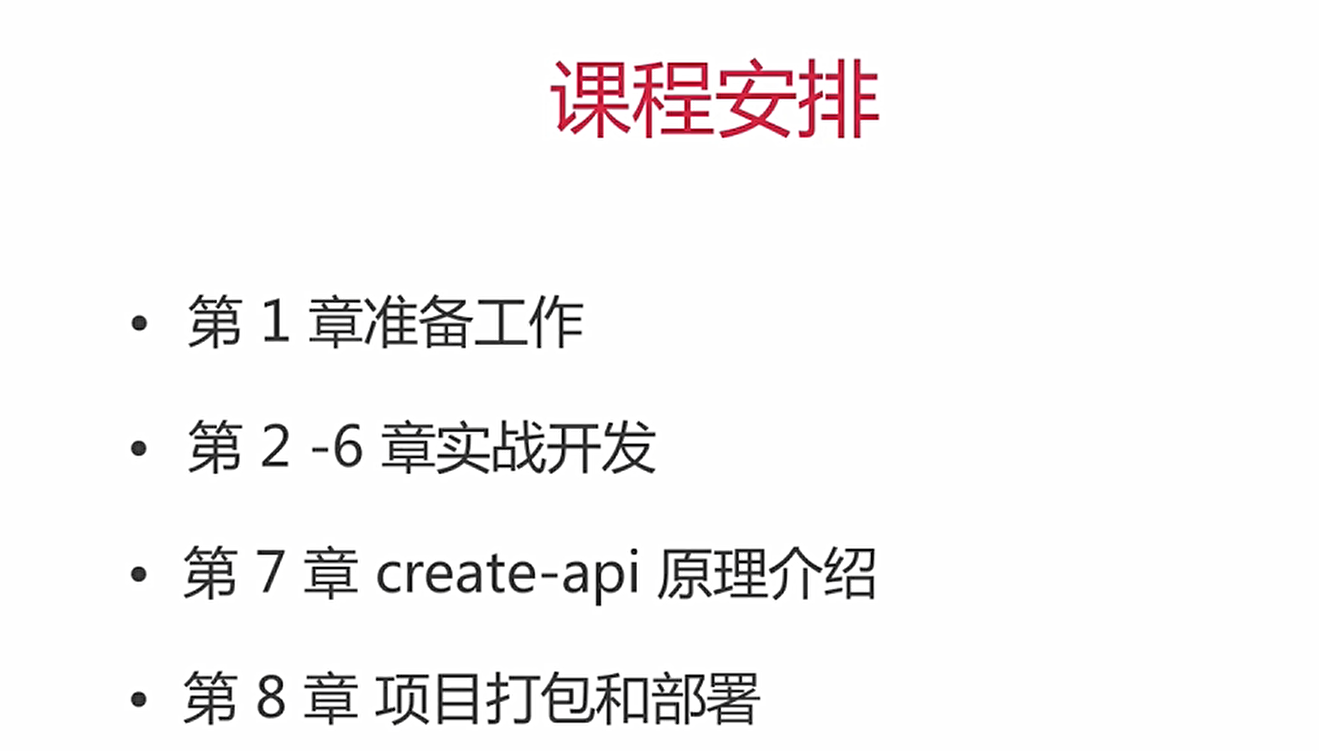 课程安排
• 第 1 章准备工作
• 第 2 -6 章实战开发
• 第 7 章 create-api 原理介绍
• 第 8 章 项目打包和部署